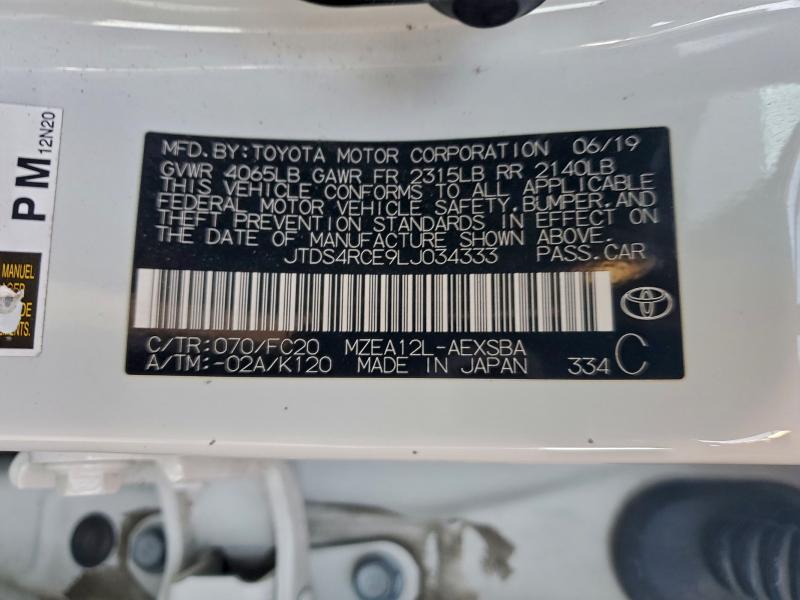 MFD. BY: TOYOTA MOTOR CORPORATION 06/19
GVWR 4065LB GAWR FR 2315LB RR 2140LB
THIS VEHICLE CONFORMS TO ALL APPLICABLE
FEDERAL MOTOR VEHICLE SAFETY, BUMPER, AND
THEFT PREVENTION STANDARDS IN EFFECT ON
THE DATE OF MANUFACTURE SHOWN ABOVE.
JTDS4RCE9LJ034333 PASS.CAR
C/TR:070/FC20 MZEA12L-AEXSBA
A/TM:-02A/K120 MADE IN JAPAN 334 C
PM
12N20
MANUEL
DE